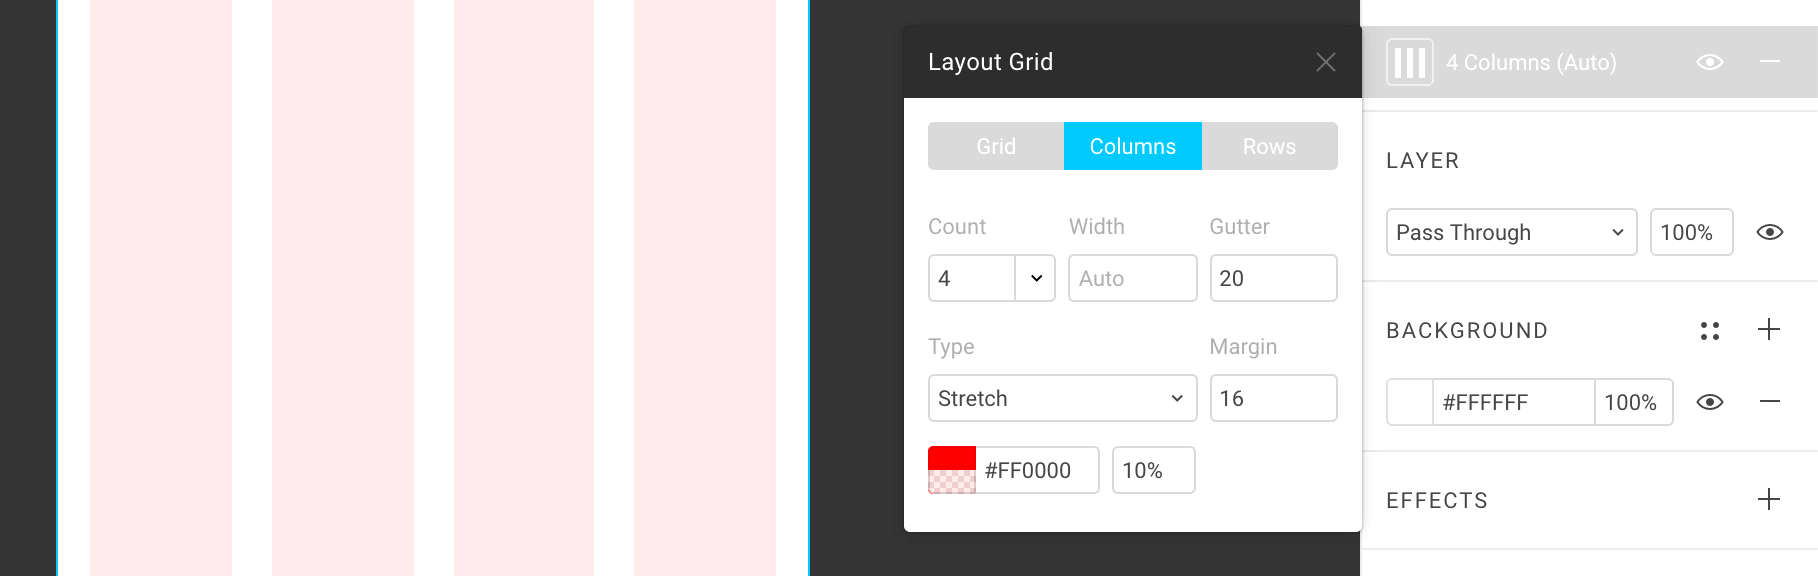 Layout Grid
4 Columns (Auto)
Grid Columns Rows
LAYER
Count Width Gutter
Pass Through 100%
4 Auto 20
BACKGROUND
Type Margin
Stretch 16
#FFFFFF 100%
#FF0000 10%
EFFECTS